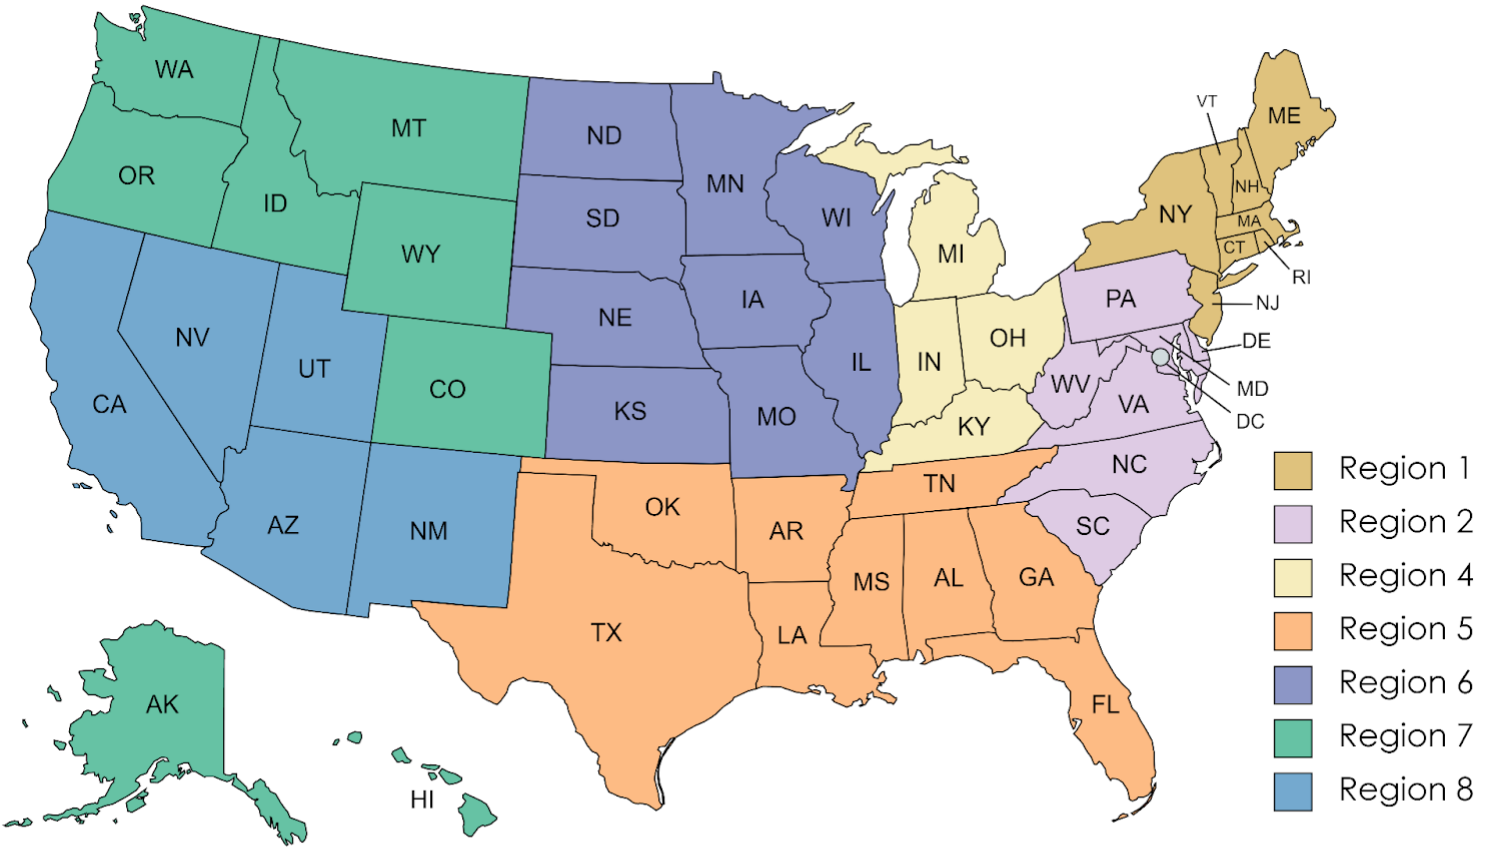 WA
OR
ID
MT
WY
ND
SD
NE
KS
MN
IA
MO
WI
IL
MI
IN
OH
KY
VT
ME
NH
NY
MA
CT
RI
NJ
PA
DE
MD
DC
WV
VA
NC
SC
CA
NV
UT
CO
AZ
NM
OK
TX
AR
LA
TN
MS
AL
GA
FL
AK
HI
Region 1
Region 2
Region 4
Region 5
Region 6
Region 7
Region 8